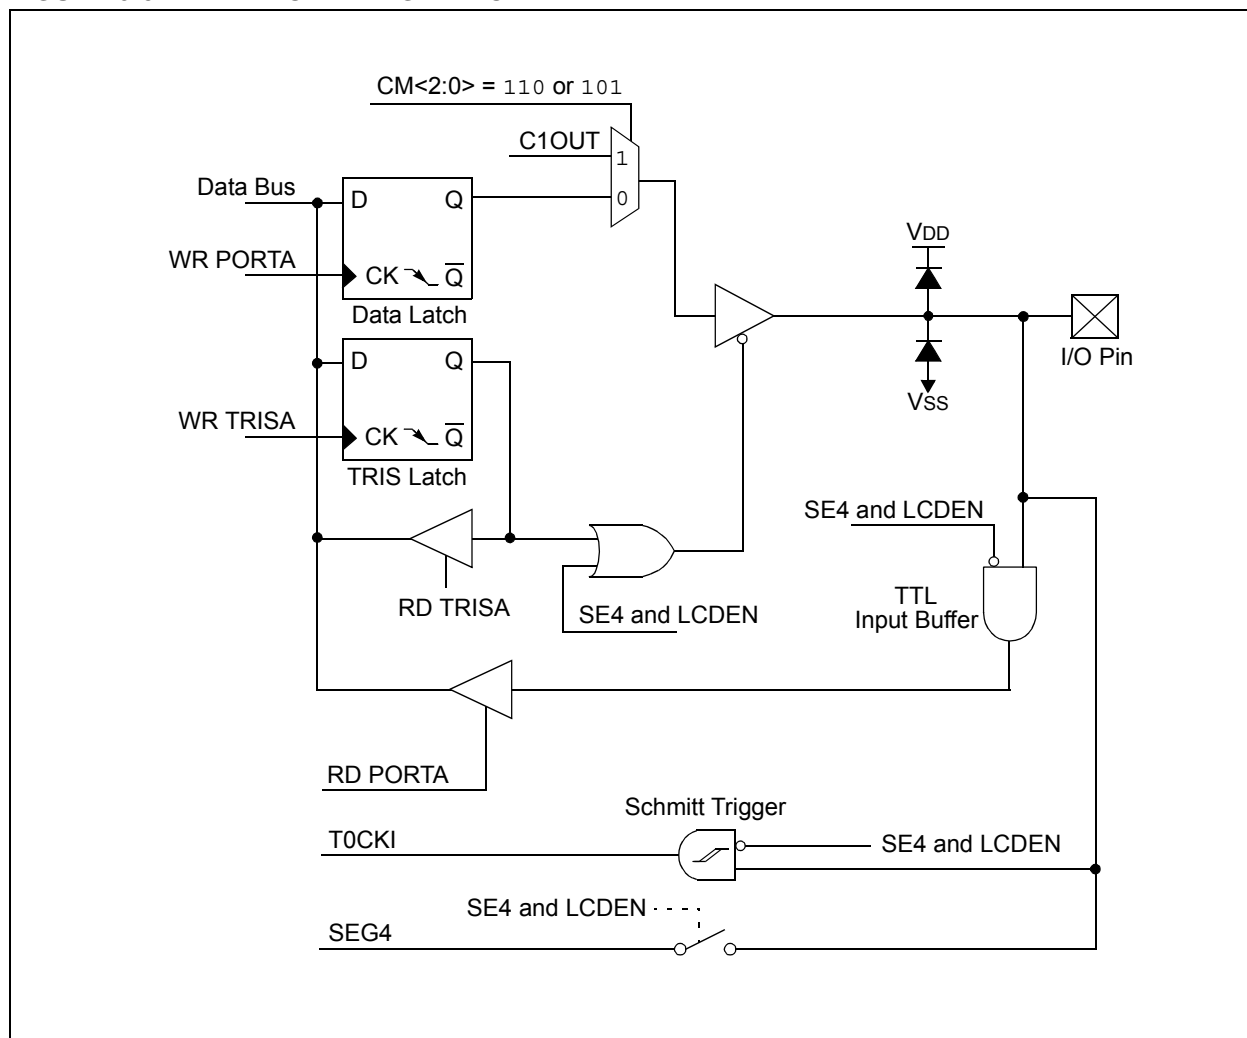 CM<2:0> = 110 or 101
C1OUT
1
0
Data Bus
D
Q
WR PORTA
CK
Q̅
Data Latch
VDD
I/O Pin
VSS
D
Q
WR TRISA
CK
Q̅
TRIS Latch
SE4 and LCDEN
RD TRISA
SE4 and LCDEN
TTL
Input Buffer
RD PORTA
Schmitt Trigger
T0CKI
SE4 and LCDEN
SE4 and LCDEN
SEG4